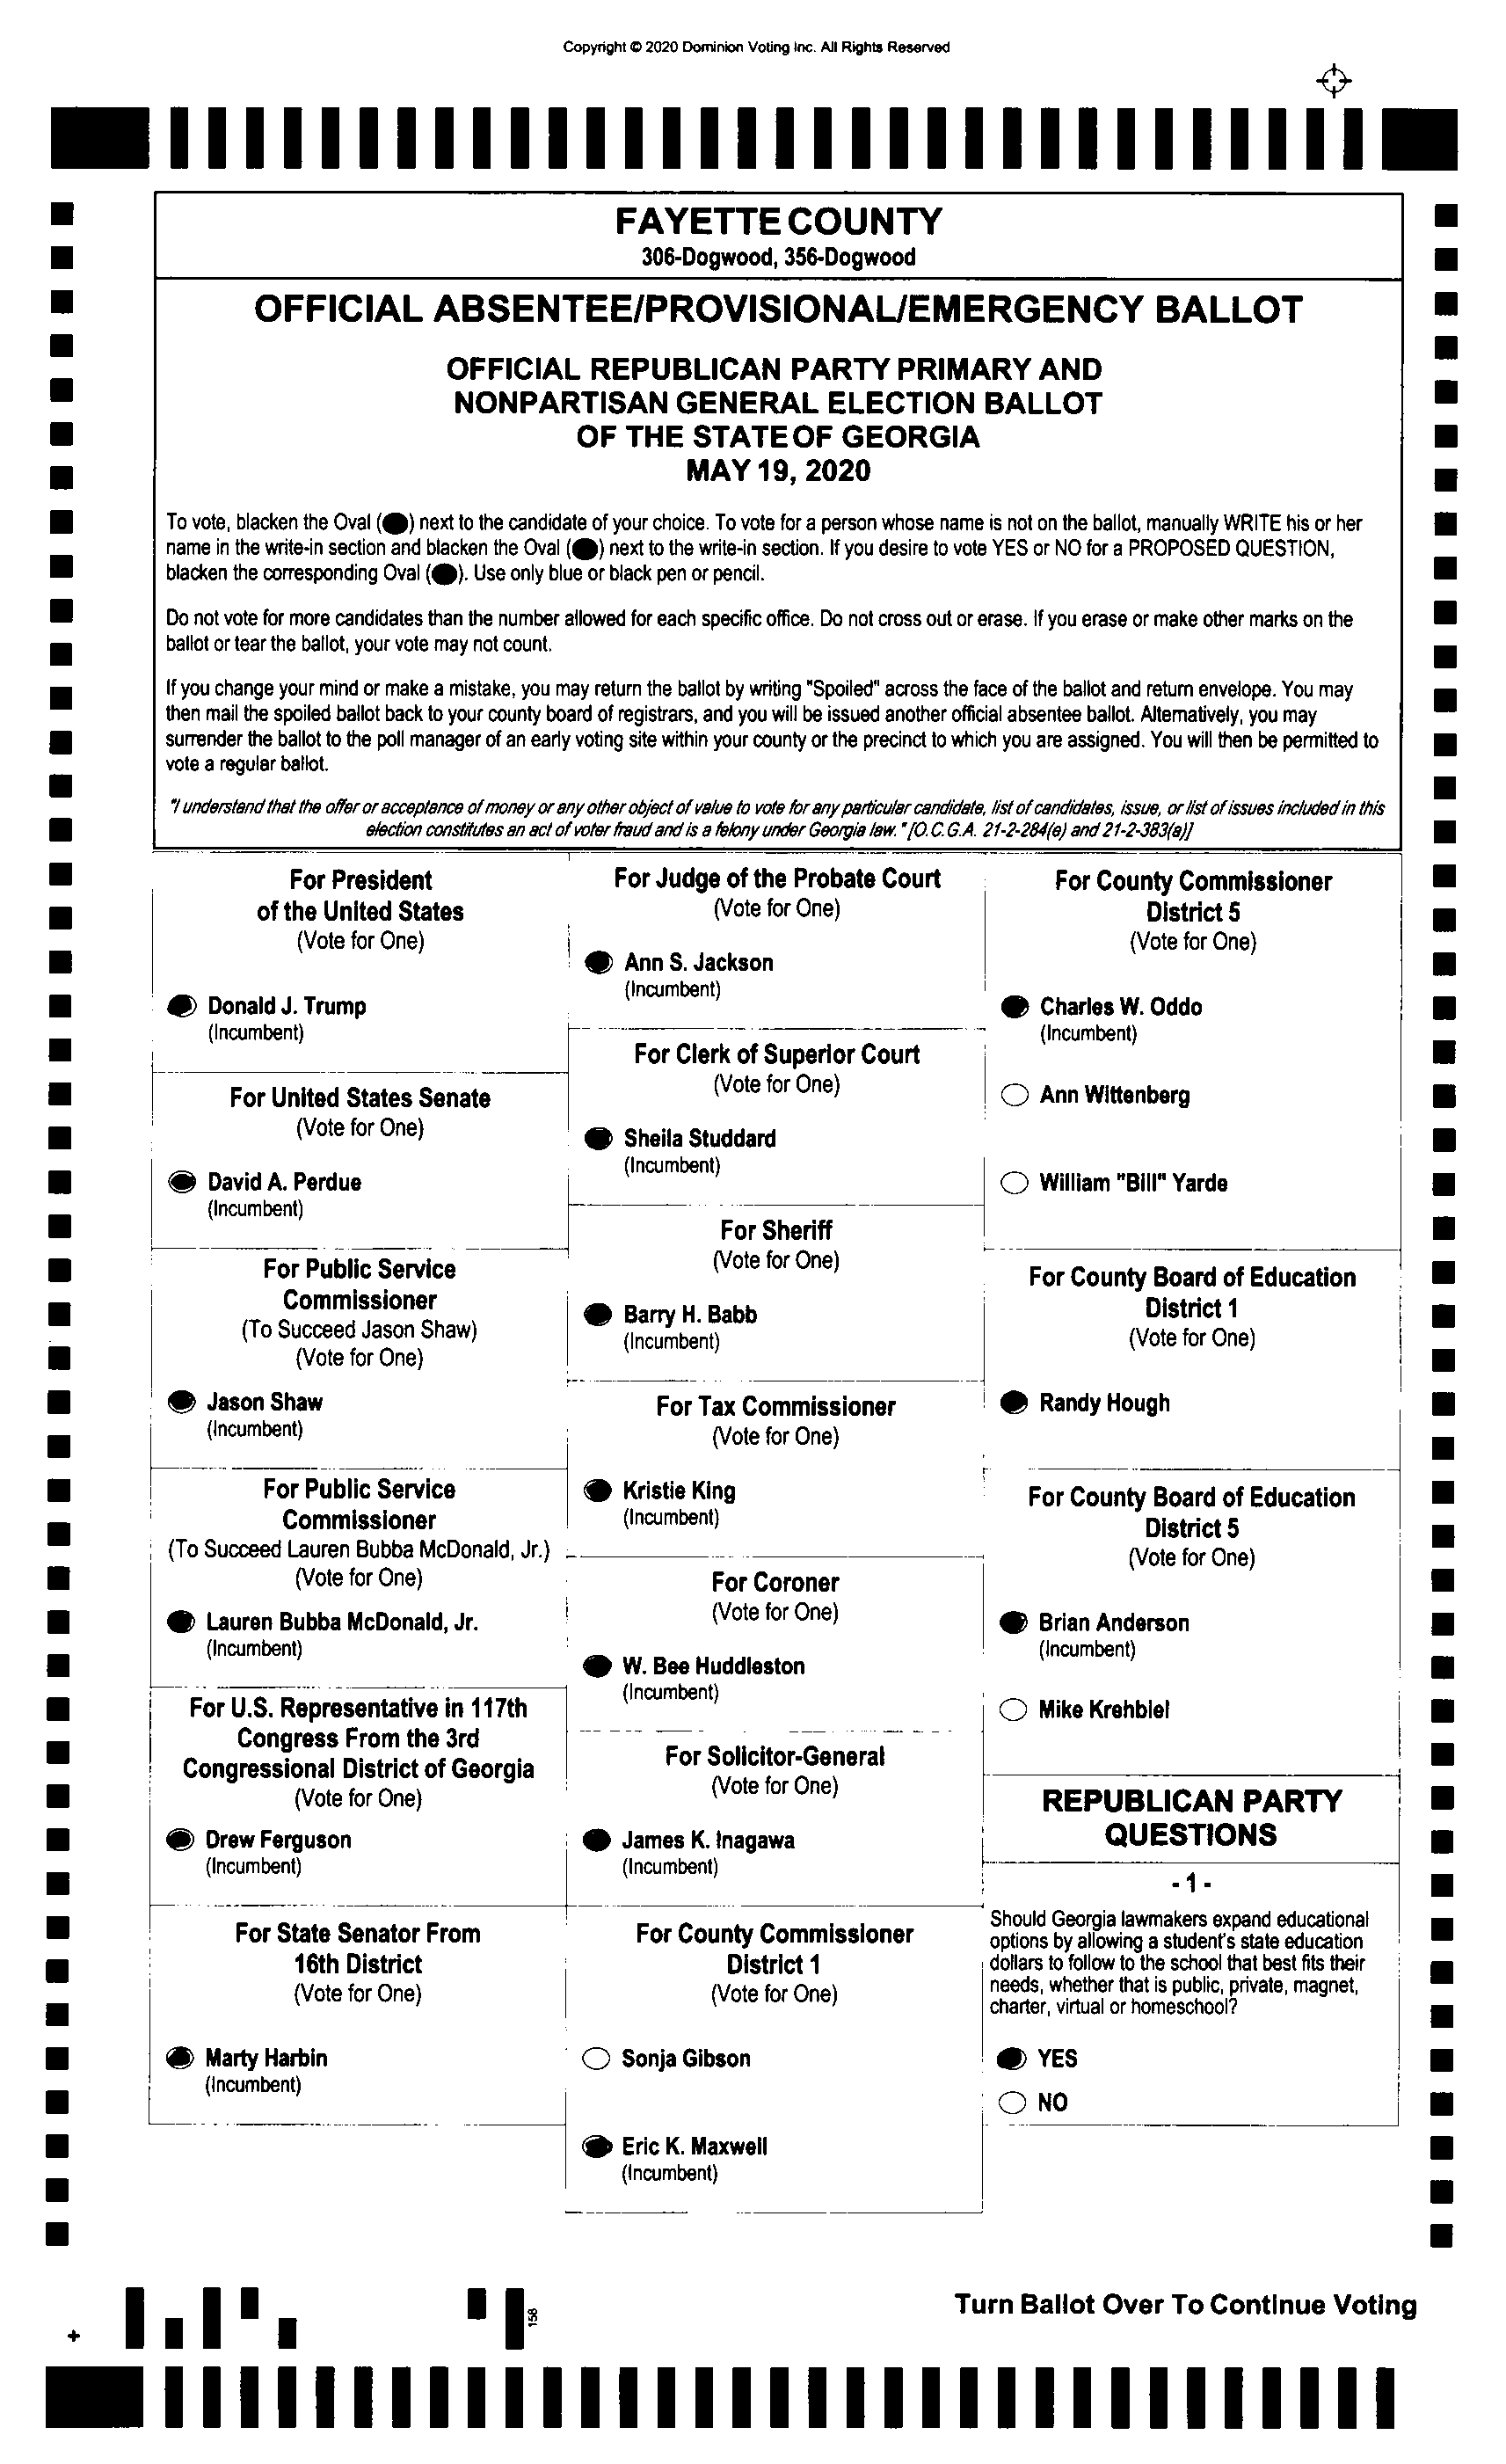 Copyright © 2020 Dominion Voting Inc. All Rights Reserved
FAYETTE COUNTY
306-Dogwood, 356-Dogwood
OFFICIAL ABSENTEE/PROVISIONAL/EMERGENCY BALLOT
OFFICIAL REPUBLICAN PARTY PRIMARY AND
NONPARTISAN GENERAL ELECTION BALLOT
OF THE STATE OF GEORGIA
MAY 19, 2020
To vote, blacken the Oval ( ) next to the candidate of your choice. To vote for a person whose name is not on the ballot, manually WRITE his or her
name in the write-in section and blacken the Oval ( ) next to the write-in section. If you desire to vote YES or NO for a PROPOSED QUESTION,
blacken the corresponding Oval ( ). Use only blue or black pen or pencil.
Do not vote for more candidates than the number allowed for each specific office. Do not cross out or erase. If you erase or make other marks on the
ballot or tear the ballot, your vote may not count.
If you change your mind or make a mistake, you may return the ballot by writing "Spoiled" across the face of the ballot and return envelope. You may
then mail the spoiled ballot back to your county board of registrars, and you will be issued another official absentee ballot. Alternatively, you may
surrender the ballot to the poll manager of an early voting site within your county or the precinct to which you are assigned. You will then be permitted to
vote a regular ballot.
"I understand that the offer or acceptance of money or any other object of value to vote for any particular candidate, list of candidates, issue, or list of issues included in this
election constitutes an act of voter fraud and is a felony under Georgia law." [O.C.G.A. 21-2-284(e) and 21-2-383(a)]
For President
of the United States
(Vote for One)
Donald J. Trump
(Incumbent)
For United States Senate
(Vote for One)
David A. Perdue
(Incumbent)
For Public Service
Commissioner
(To Succeed Jason Shaw)
(Vote for One)
Jason Shaw
(Incumbent)
For Public Service
Commissioner
(To Succeed Lauren Bubba McDonald, Jr.)
(Vote for One)
Lauren Bubba McDonald, Jr.
(Incumbent)
For U.S. Representative in 117th
Congress From the 3rd
Congressional District of Georgia
(Vote for One)
Drew Ferguson
(Incumbent)
For State Senator From
16th District
(Vote for One)
Marty Harbin
(Incumbent)
For Judge of the Probate Court
(Vote for One)
Ann S. Jackson
(Incumbent)
For Clerk of Superior Court
(Vote for One)
Sheila Studdard
(Incumbent)
For Sheriff
(Vote for One)
Barry H. Babb
(Incumbent)
For Tax Commissioner
(Vote for One)
Kristie King
(Incumbent)
For Coroner
(Vote for One)
W. Bee Huddleston
(Incumbent)
For Solicitor-General
(Vote for One)
James K. Inagawa
(Incumbent)
For County Commissioner
District 1
(Vote for One)
Sonja Gibson
Eric K. Maxwell
(Incumbent)
For County Commissioner
District 5
(Vote for One)
Charles W. Oddo
(Incumbent)
Ann Wittenberg
William "Bill" Yarde
For County Board of Education
District 1
(Vote for One)
Randy Hough
For County Board of Education
District 5
(Vote for One)
Brian Anderson
(Incumbent)
Mike Krehbiel
REPUBLICAN PARTY
QUESTIONS
- 1 -
Should Georgia lawmakers expand educational
options by allowing a student's state education
dollars to follow to the school that best fits their
needs, whether that is public, private, magnet,
charter, virtual or homeschool?
YES
NO
Turn Ballot Over To Continue Voting
158